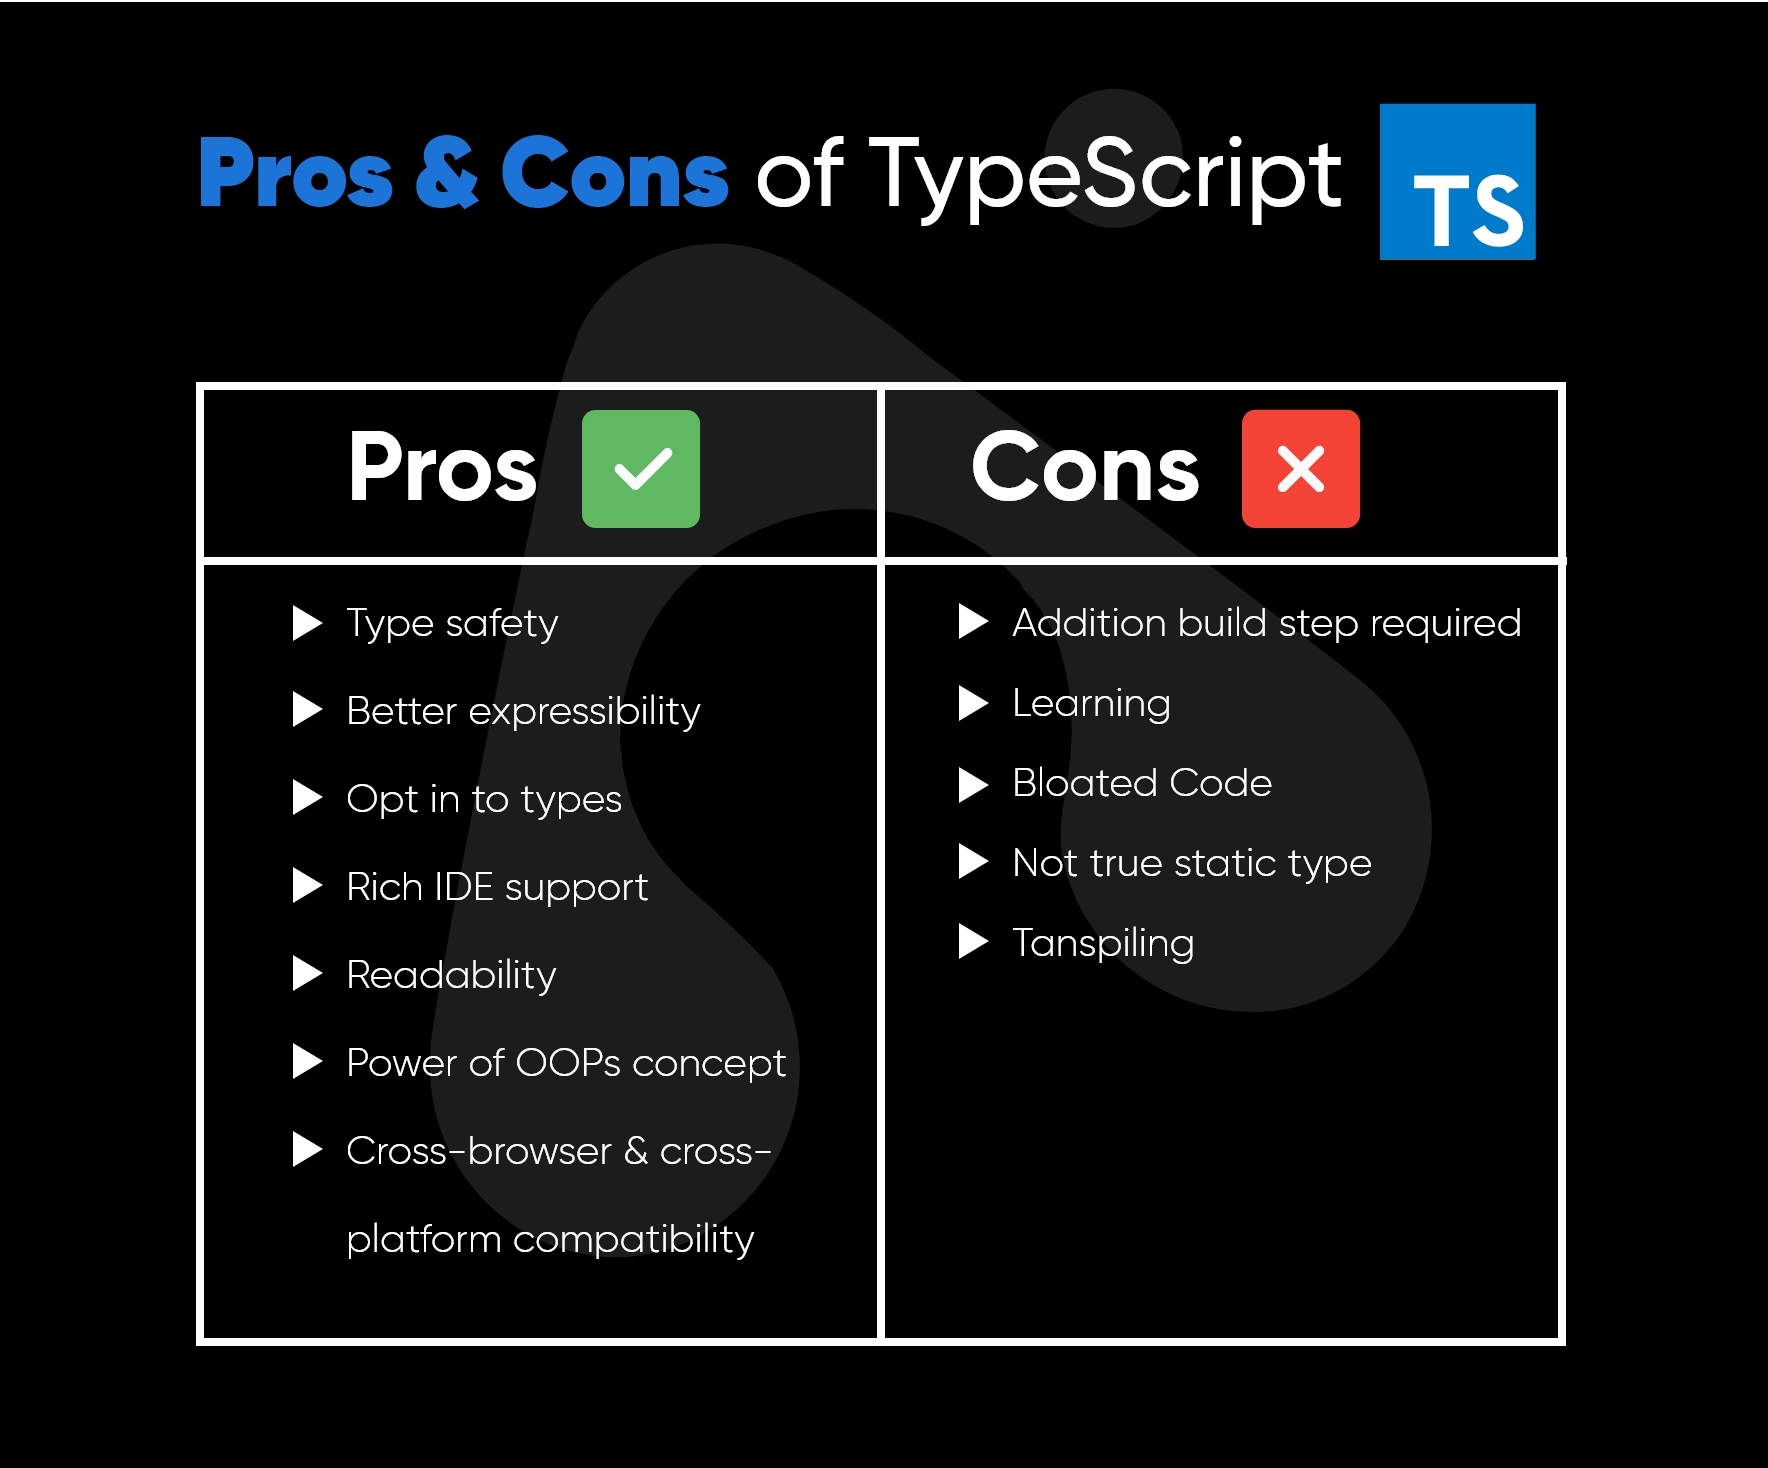 Pros & Cons of TypeScript
TS
Pros
Cons
Type safety
Better expressibility
Opt in to types
Rich IDE support
Readability
Power of OOPs concept
Cross-browser & cross-
platform compatibility
Addition build step required
Learning
Bloated Code
Not true static type
Tanspiling